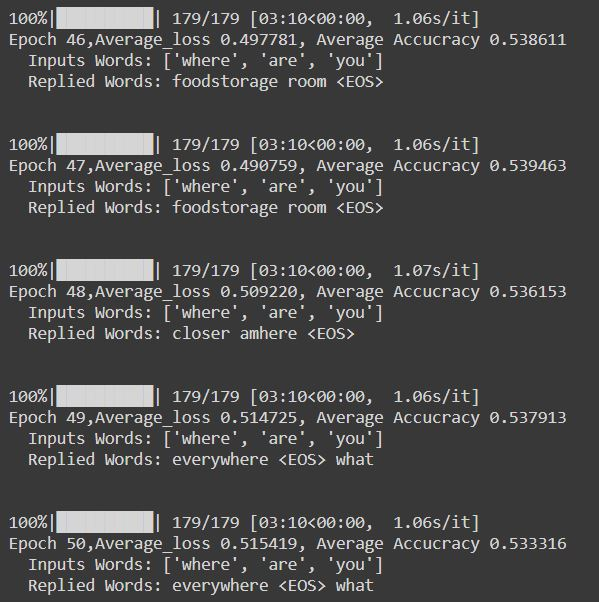 100%|██████████| 179/179 [03:10<00:00,  1.06s/it]
Epoch 46,Average_loss 0.497781, Average Accucracy 0.538611
  Inputs Words: ['where', 'are', 'you']
  Replied Words: foodstorage room <EOS>
100%|██████████| 179/179 [03:10<00:00,  1.06s/it]
Epoch 47,Average_loss 0.490759, Average Accucracy 0.539463
  Inputs Words: ['where', 'are', 'you']
  Replied Words: foodstorage room <EOS>
100%|██████████| 179/179 [03:10<00:00,  1.07s/it]
Epoch 48,Average_loss 0.509220, Average Accucracy 0.536153
  Inputs Words: ['where', 'are', 'you']
  Replied Words: closer amhere <EOS>
100%|██████████| 179/179 [03:10<00:00,  1.06s/it]
Epoch 49,Average_loss 0.514725, Average Accucracy 0.537913
  Inputs Words: ['where', 'are', 'you']
  Replied Words: everywhere <EOS> what
100%|██████████| 179/179 [03:10<00:00,  1.06s/it]
Epoch 50,Average_loss 0.515419, Average Accucracy 0.533316
  Inputs Words: ['where', 'are', 'you']
  Replied Words: everywhere <EOS> what